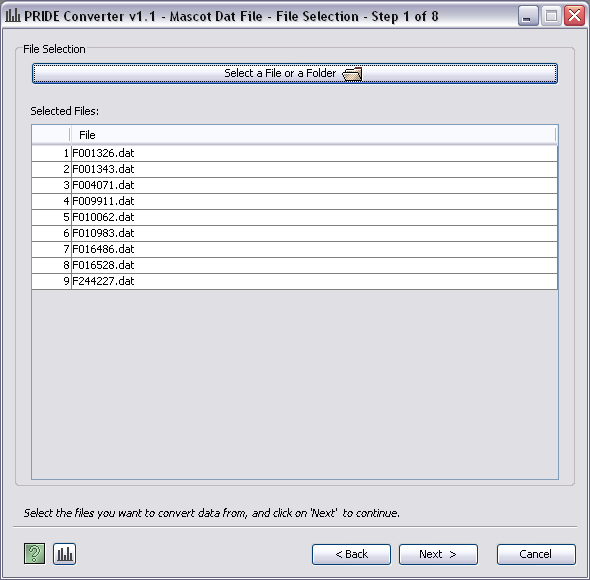 PRIDE Converter v1.1 - Mascot Dat File - File Selection - Step 1 of 8
File Selection
Select a File or a Folder
Selected Files:
File
1 F001326.dat
2 F001343.dat
3 F004071.dat
4 F009911.dat
5 F010062.dat
6 F010983.dat
7 F016486.dat
8 F016528.dat
9 F244227.dat
Select the files you want to convert data from, and click on 'Next' to continue.
? < Back Next > Cancel